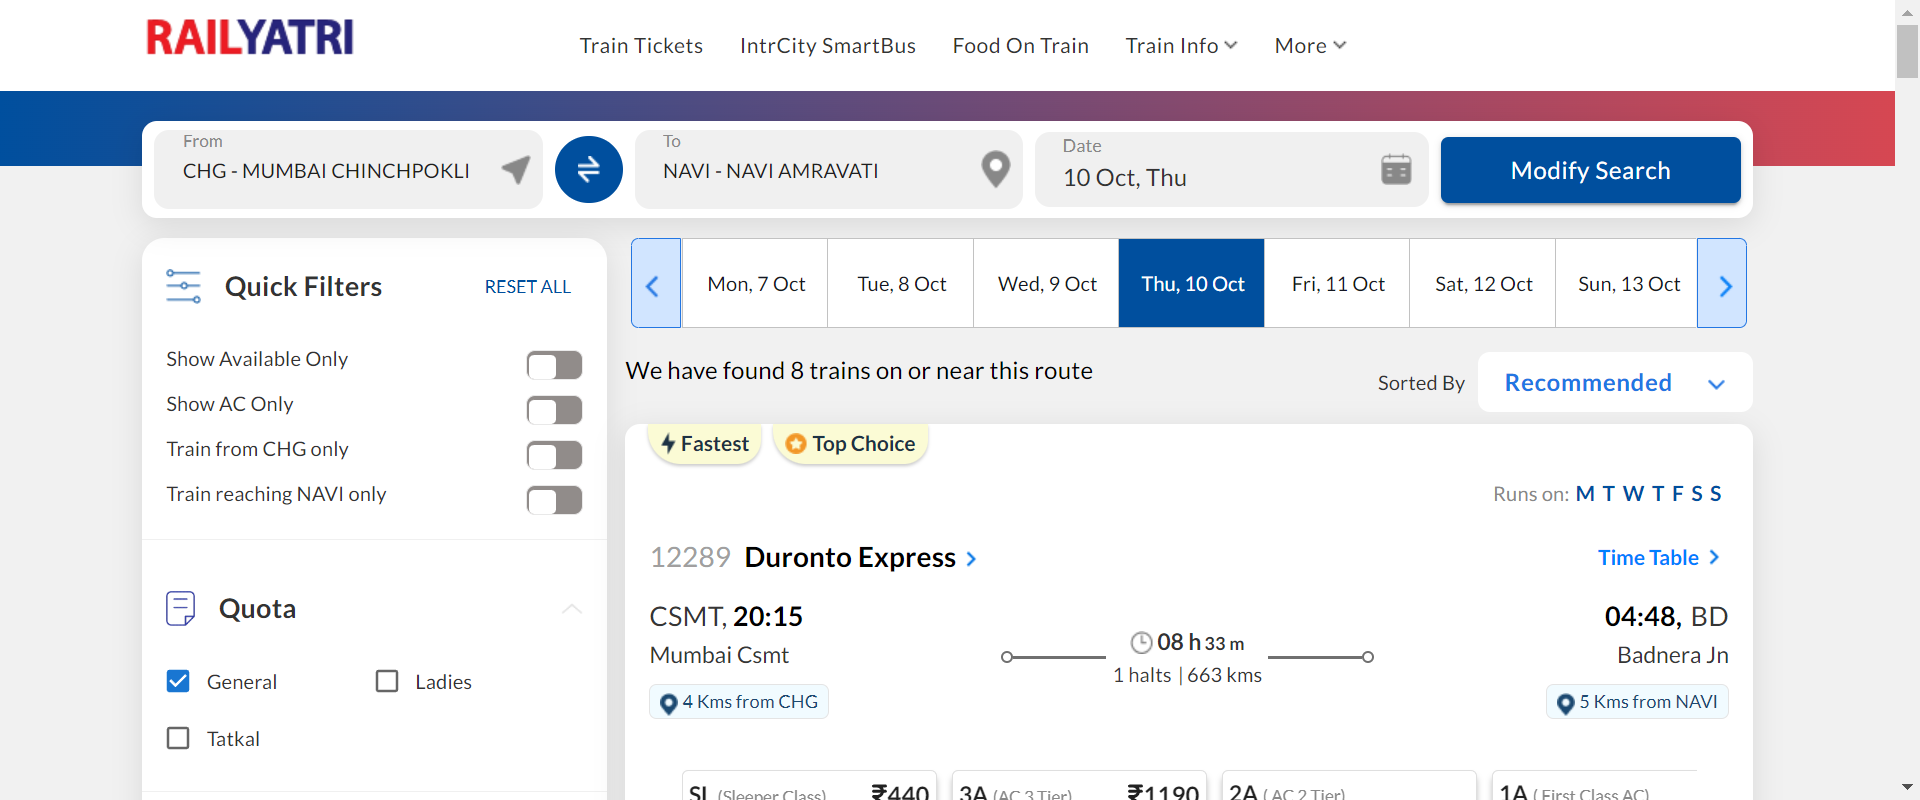 RAILYATRI
Train Tickets IntrCity SmartBus Food On Train Train Info More
From
CHG - MUMBAI CHINCHPOKLI
To
NAVI - NAVI AMRAVATI
Date
10 Oct, Thu
Modify Search
Quick Filters RESET ALL
Show Available Only
Show AC Only
Train from CHG only
Train reaching NAVI only
Quota
General Ladies
Tatkal
Mon, 7 Oct Tue, 8 Oct Wed, 9 Oct Thu, 10 Oct Fri, 11 Oct Sat, 12 Oct Sun, 13 Oct
We have found 8 trains on or near this route
Sorted By Recommended
Fastest Top Choice
Runs on: M T W T F S S
12289 Duronto Express Time Table
CSMT, 20:15 04:48, BD
08 h 33 m
Mumbai Csmt Badnera Jn
1 halts | 663 kms
4 Kms from CHG 5 Kms from NAVI
SL (Sleeper Class) ₹440 3A (AC 3 Tier) ₹1190 2A ( AC 2 Tier) 1A ( First Class AC)